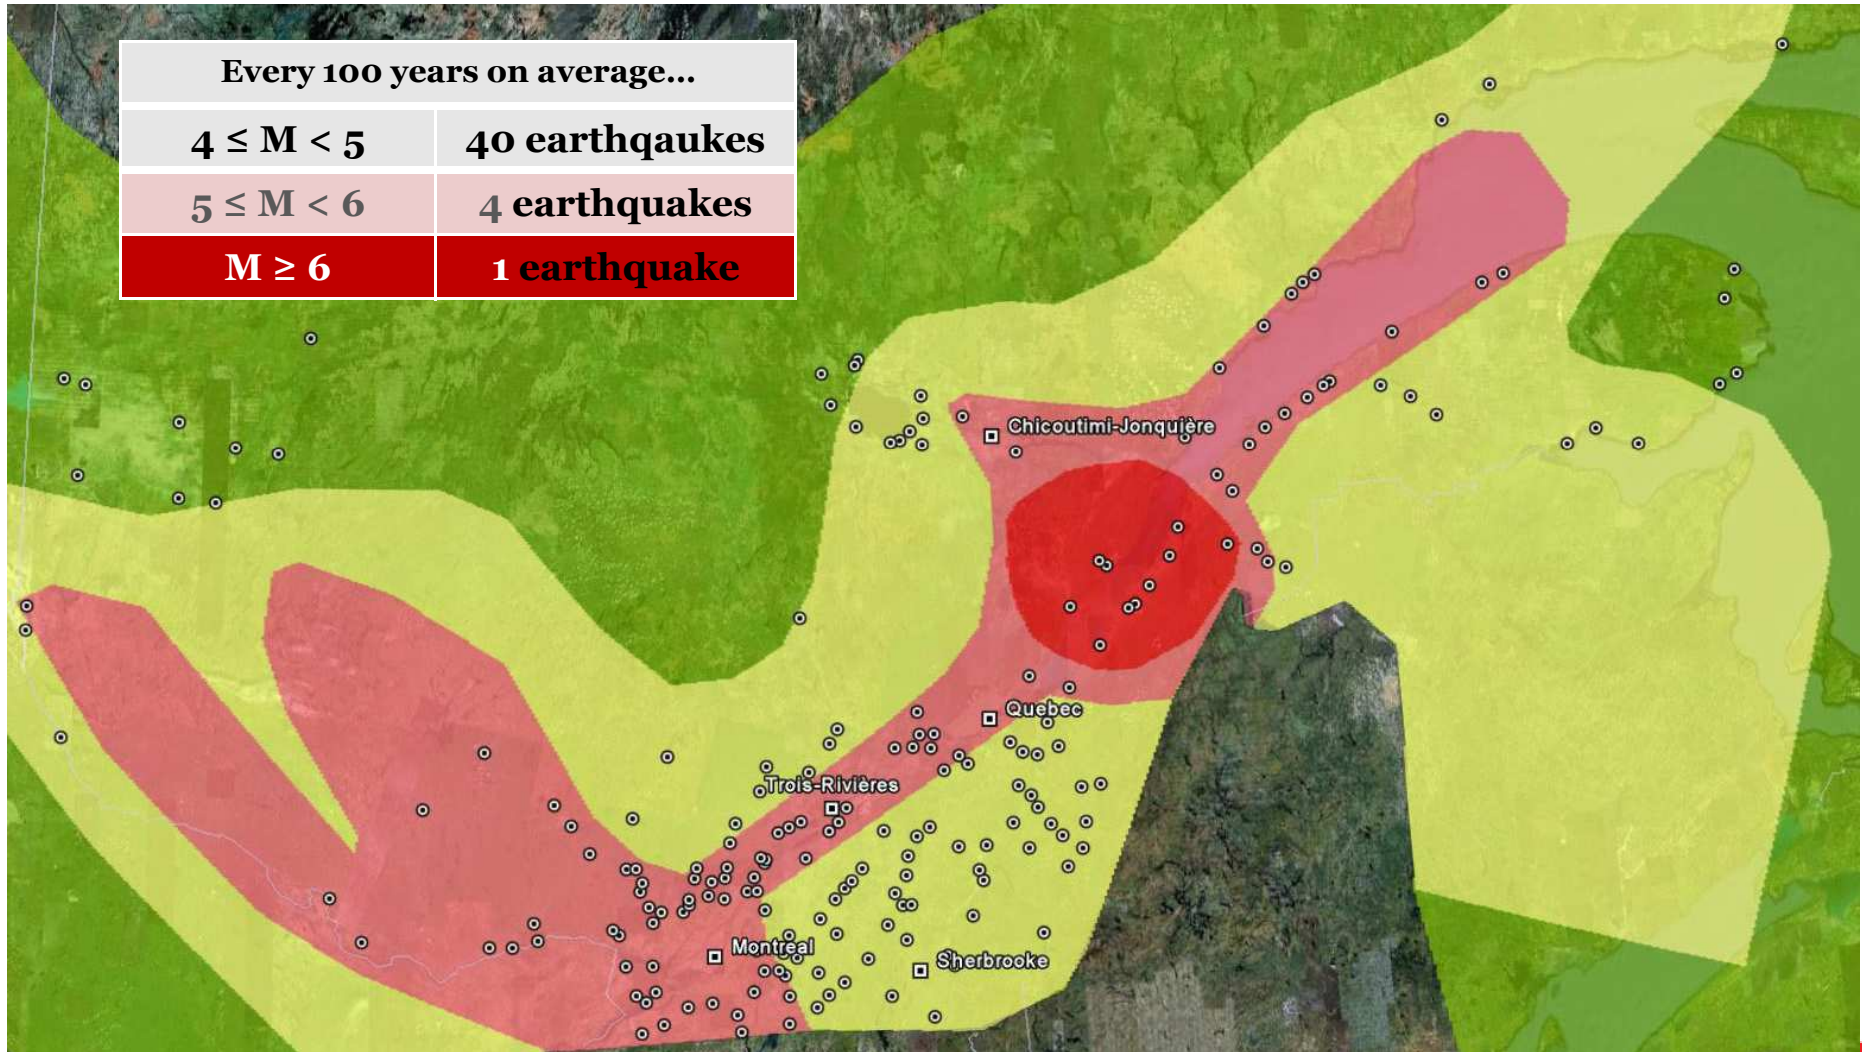 Every 100 years on average...
4 ≤ M < 5 40 earthqaukes
5 ≤ M < 6 4 earthquakes
M ≥ 6 1 earthquake
Chicoutimi-Jonquière
Quebec
Trois-Rivières
Montreal
Sherbrooke